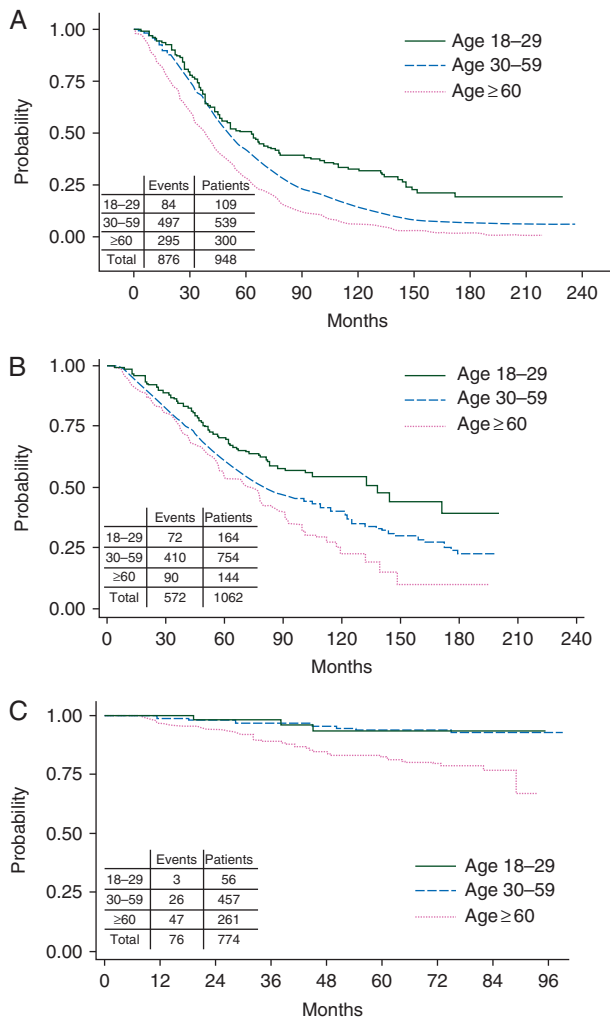 A
1.00
0.75
0.50
0.25
0.00
Probability
Age 18–29
Age 30–59
Age ≥ 60
Events Patients
18–29 84 109
30–59 497 539
≥60 295 300
Total 876 948
0 30 60 90 120 150 180 210 240
Months
B
1.00
0.75
0.50
0.25
0.00
Probability
Age 18–29
Age 30–59
Age ≥ 60
Events Patients
18–29 72 164
30–59 410 754
≥60 90 144
Total 572 1062
0 30 60 90 120 150 180 210 240
Months
C
1.00
0.75
0.50
0.25
0.00
Probability
Events Patients
18–29 3 56
30–59 26 457
≥60 47 261
Total 76 774
Age 18–29
Age 30–59
Age ≥ 60
0 12 24 36 48 60 72 84 96
Months